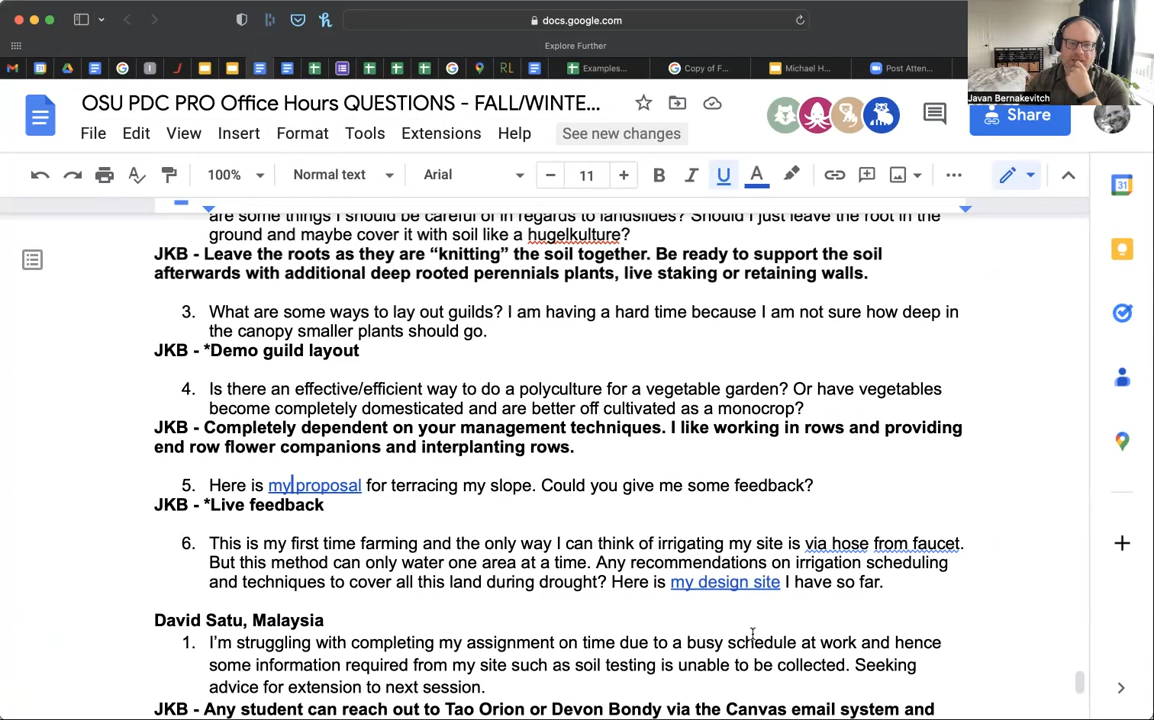 docs.google.com
Explore Further
Examples...
Copy of F...
Michael H...
Post Atten...
Javan Bernakevitch
OSU PDC PRO Office Hours QUESTIONS - FALL/WINTE...
Share
File Edit View Insert Format Tools Extensions Help See new changes
100% Normal text Arial 11 B I U A
are some things I should be careful of in regards to landslides? Should I just leave the root in the
ground and maybe cover it with soil like a hugelkulture?
JKB - Leave the roots as they are “knitting” the soil together. Be ready to support the soil
afterwards with additional deep rooted perennials plants, live staking or retaining walls.
3. What are some ways to lay out guilds? I am having a hard time because I am not sure how deep in
the canopy smaller plants should go.
JKB - *Demo guild layout
4. Is there an effective/efficient way to do a polyculture for a vegetable garden? Or have vegetables
become completely domesticated and are better off cultivated as a monocrop?
JKB - Completely dependent on your management techniques. I like working in rows and providing
end row flower companions and interplanting rows.
5. Here is my proposal for terracing my slope. Could you give me some feedback?
JKB - *Live feedback
6. This is my first time farming and the only way I can think of irrigating my site is via hose from faucet.
But this method can only water one area at a time. Any recommendations on irrigation scheduling
and techniques to cover all this land during drought? Here is my design site I have so far.
David Satu, Malaysia
1. I’m struggling with completing my assignment on time due to a busy schedule at work and hence
some information required from my site such as soil testing is unable to be collected. Seeking
advice for extension to next session.
JKB - Any student can reach out to Tao Orion or Devon Bondy via the Canvas email system and